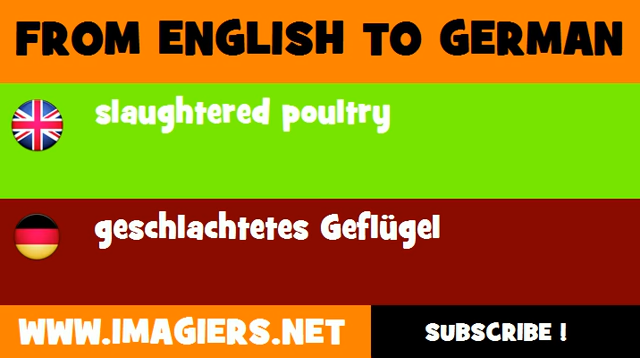 FROM ENGLISH TO GERMAN
slaughtered poultry
geschlachtetes Geflügel
WWW.IMAGIERS.NET
SUBSCRIBE !